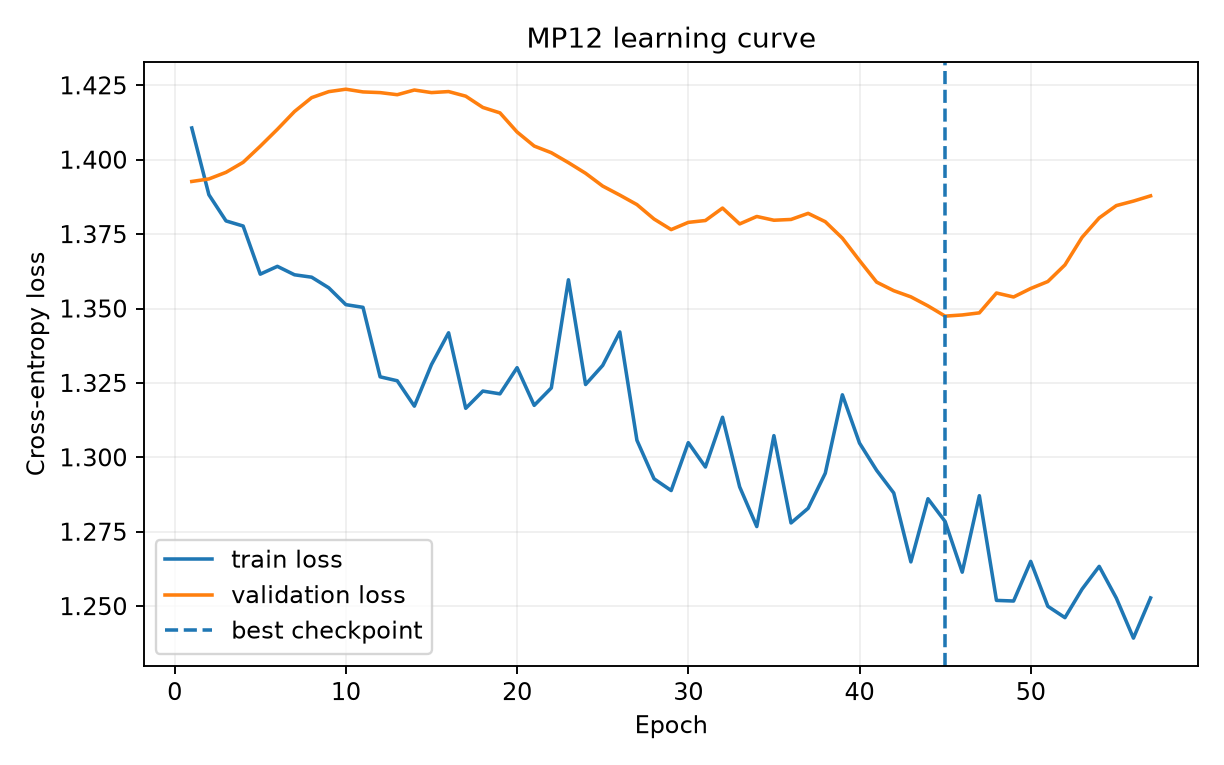 MP12 learning curve
Cross-entropy loss
1.425
1.400
1.375
1.350
1.325
1.300
1.275
1.250
train loss
validation loss
best checkpoint
0 10 20 30 40 50
Epoch